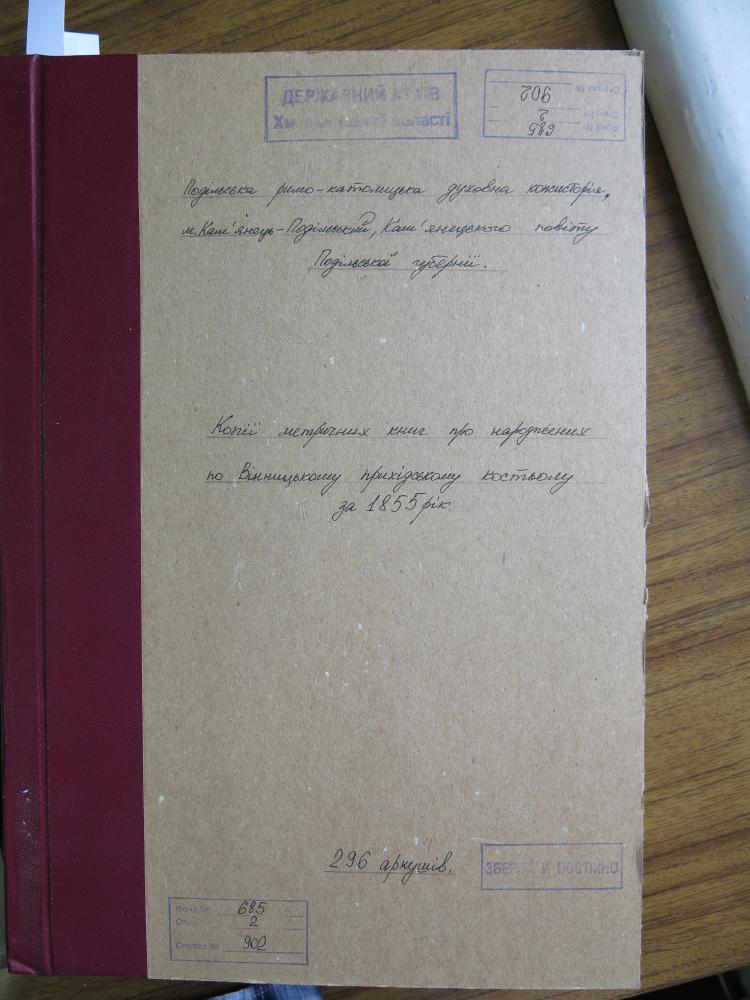 ДЕРЖАВНИЙ АРХІВ
Хмельницької області
Фонд № 685
Опис № 2
Справа № 902
Подільська римо-католицька духовна консисторія,
м. Кам'янець-Подільський, Кам'янецького повіту
Подільської губернії.
Копії метричних книг про народжених
по Вінницькому прихідському костьолу
за 1855 рік
296 аркушів.
ЗБЕРІГАТИ ПОСТІЙНО
Фонд № 685
Опис 2
Справа № 902